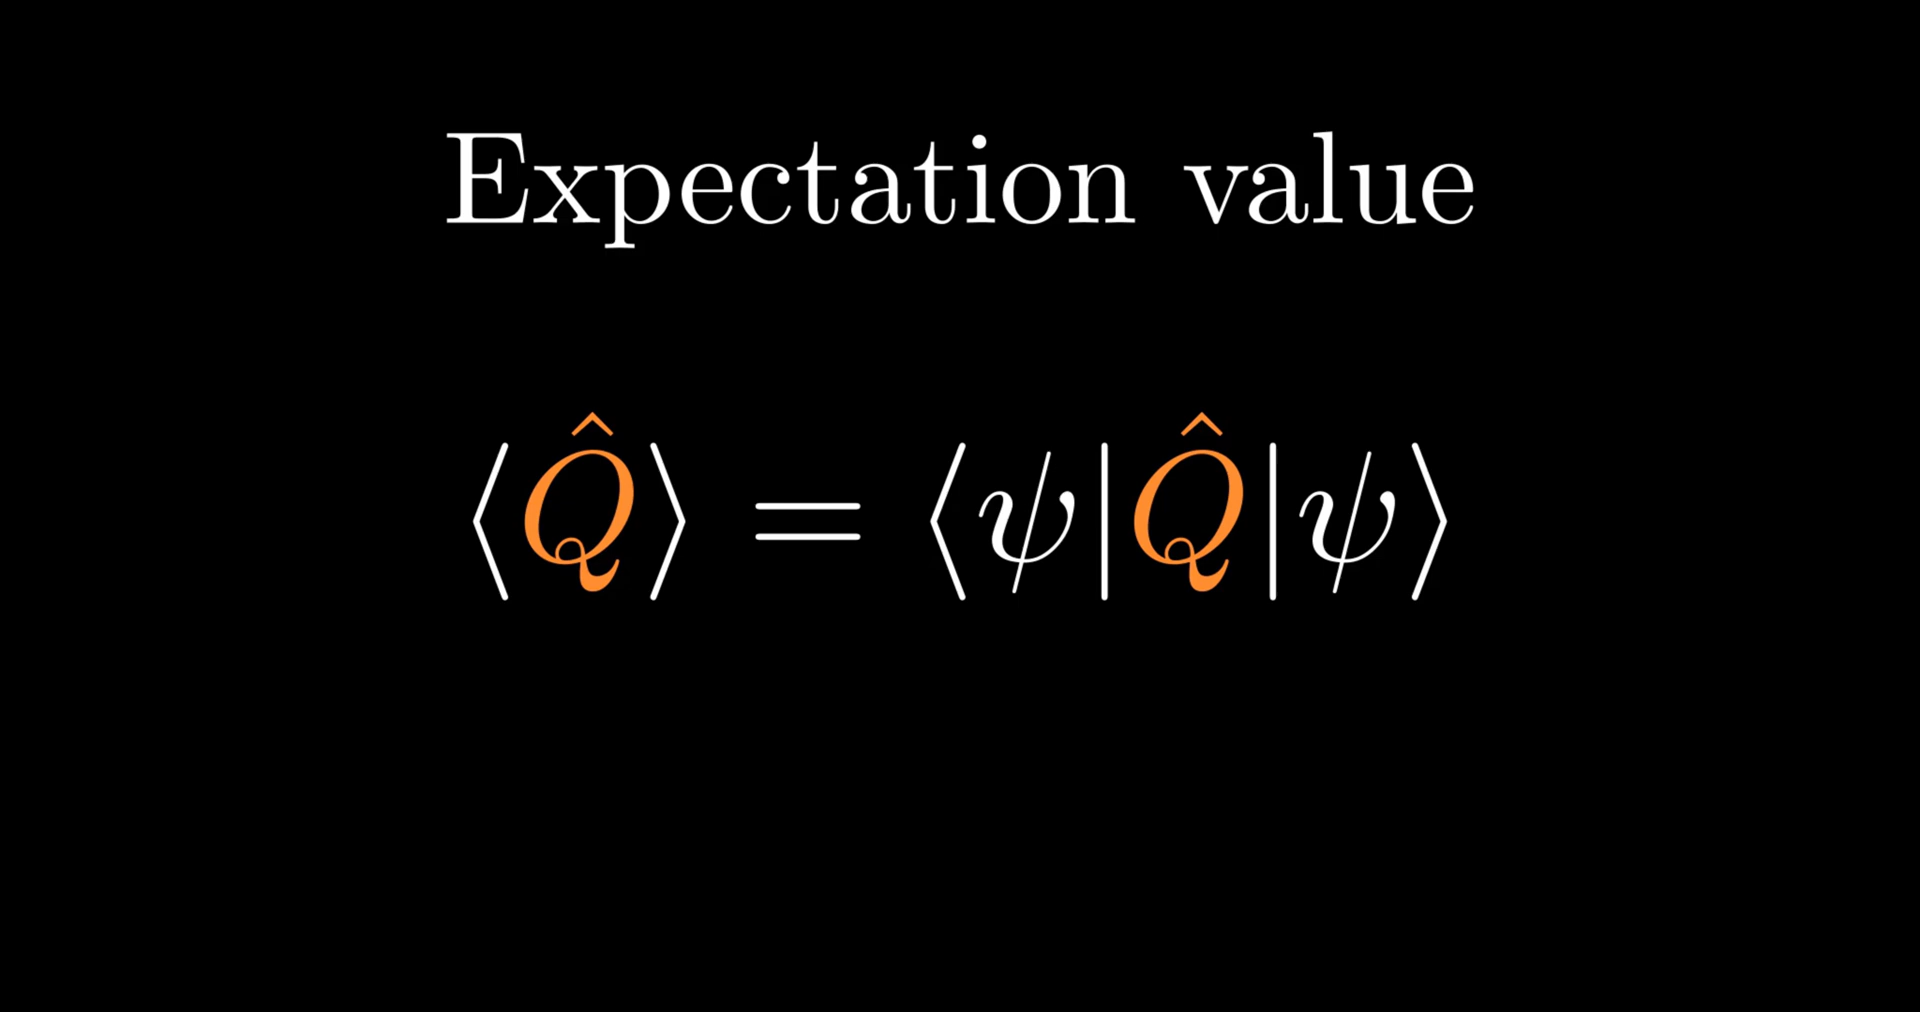 Expectation value
⟨Q̂⟩ = ⟨ψ|Q̂|ψ⟩